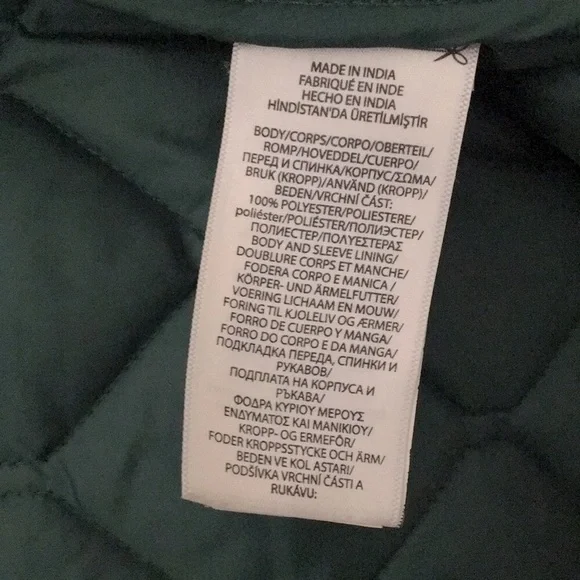 MADE IN INDIA
FABRIQUÉ EN INDE
HECHO EN INDIA
HİNDİSTAN'DA ÜRETİLMİŞTİR
BODY/CORPS/CORPO/OBERTEIL/
ROMP/HOVEDDEL/CUERPO/
ПЕРЕД И СПИНКА/КОРПУС/ΣΩΜΑ/
BRUK (KROPP)/ANVÄND (KROPP)/
BEDEN/VRCHNÍ ČÁST:
100% POLYESTER/POLIESTERE/
poliéster/POLIÉSTER/ПОЛИЭСТЕР/
ПОЛИЕСТЕР/ΠΟΛΥΕΣΤΕΡΑΣ
BODY AND SLEEVE LINING/
DOUBLURE CORPS ET MANCHE/
FODERA CORPO E MANICA /
KÖRPER- UND ÄRMELFUTTER/
VOERING LICHAAM EN MOUW/
FORING TIL KJOLELIV OG ÆRMER/
FORRO DE CUERPO Y MANGA/
FORRO DO CORPO E DA MANGA/
ПОДКЛАДКА ПЕРЕДА, СПИНКИ И
РУКАВОВ/
ПОДПЛАТА НА КОРПУСА И
РЪКАВА/
ΦΟΔΡΑ ΚΥΡΙΟΥ ΜΕΡΟΥΣ
ΕΝΔΥΜΑΤΟΣ ΚΑΙ ΜΑΝΙΚΙΟΥ/
KROPP- OG ERMEFÔR/
FODER KROPPSSTYCKE OCH ÄRM/
BEDEN VE KOL ASTARI/
PODŠÍVKA VRCHNÍ ČÁSTI A
RUKÁVU: